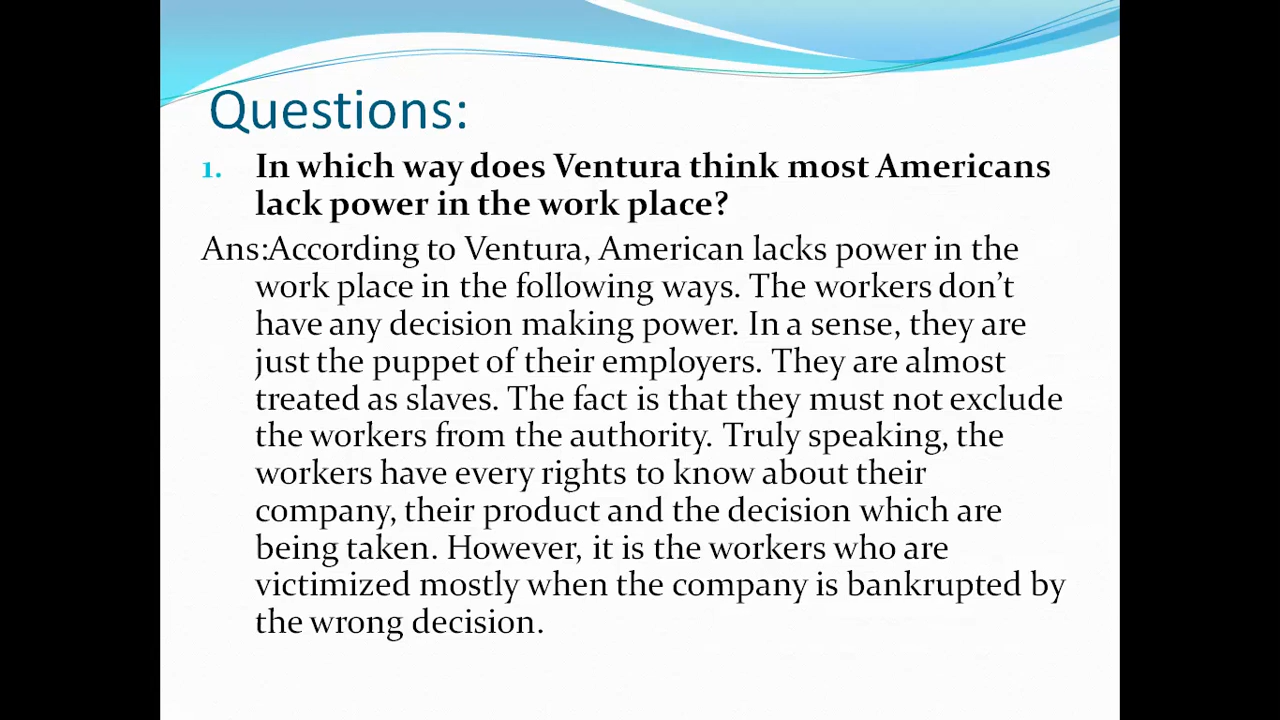 Questions:
1. In which way does Ventura think most Americans
lack power in the work place?
Ans:According to Ventura, American lacks power in the
work place in the following ways. The workers don’t
have any decision making power. In a sense, they are
just the puppet of their employers. They are almost
treated as slaves. The fact is that they must not exclude
the workers from the authority. Truly speaking, the
workers have every rights to know about their
company, their product and the decision which are
being taken. However, it is the workers who are
victimized mostly when the company is bankrupted by
the wrong decision.